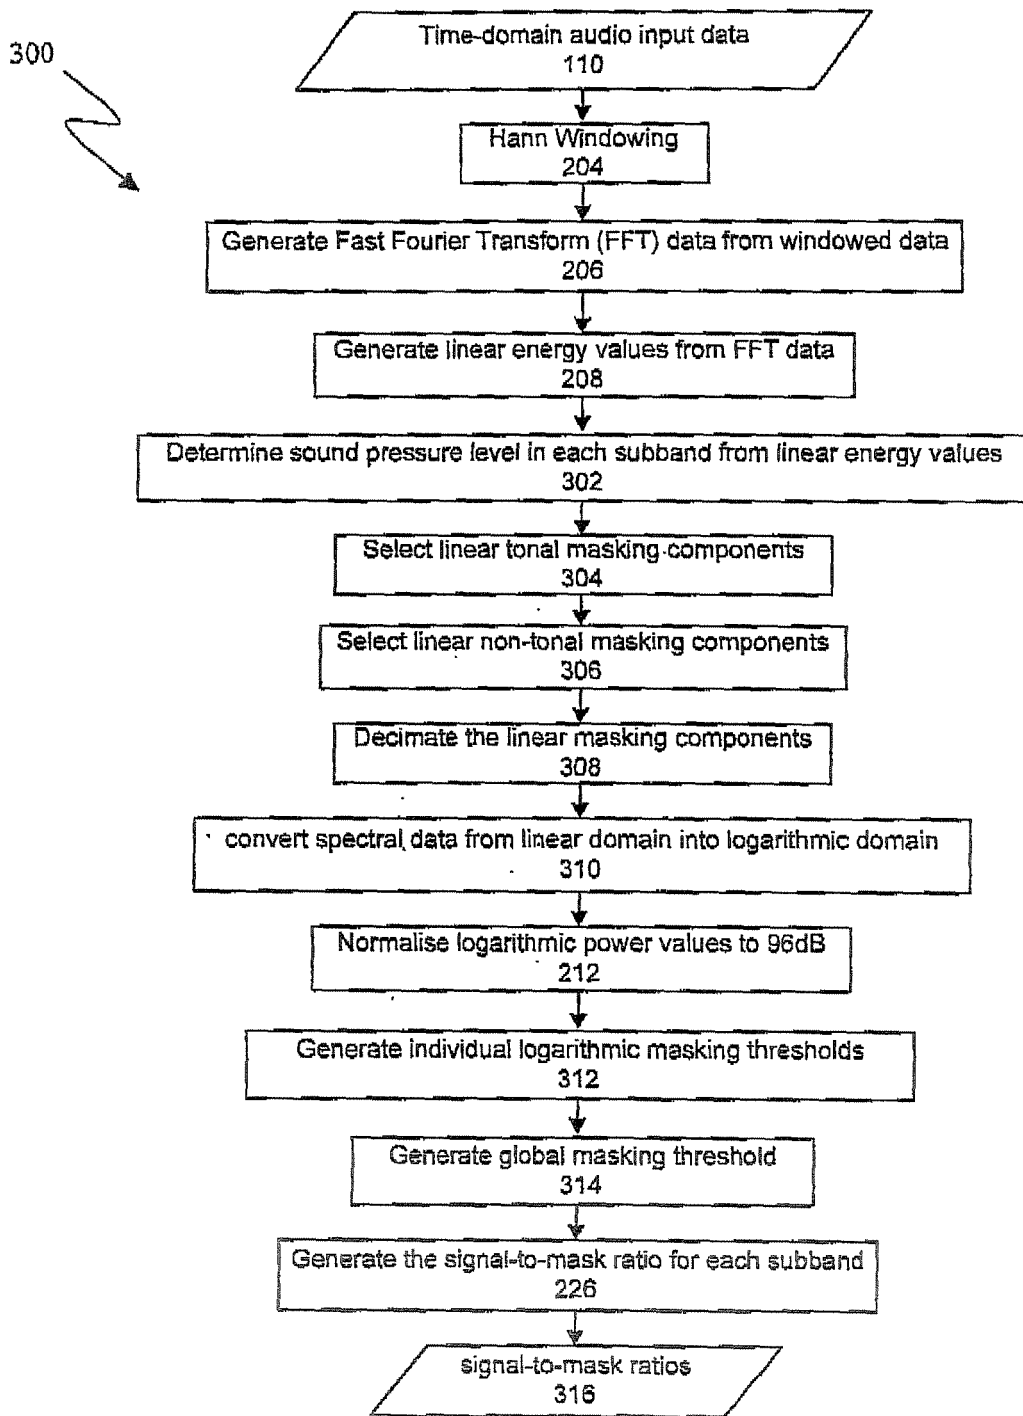 300
Time-domain audio input data
110
Hann Windowing
204
Generate Fast Fourier Transform (FFT) data from windowed data
206
Generate linear energy values from FFT data
208
Determine sound pressure level in each subband from linear energy values
302
Select linear tonal masking components
304
Select linear non-tonal masking components
306
Decimate the linear masking components
308
convert spectral data from linear domain into logarithmic domain
310
Normalise logarithmic power values to 96dB
212
Generate individual logarithmic masking thresholds
312
Generate global masking threshold
314
Generate the signal-to-mask ratio for each subband
226
signal-to-mask ratios
316